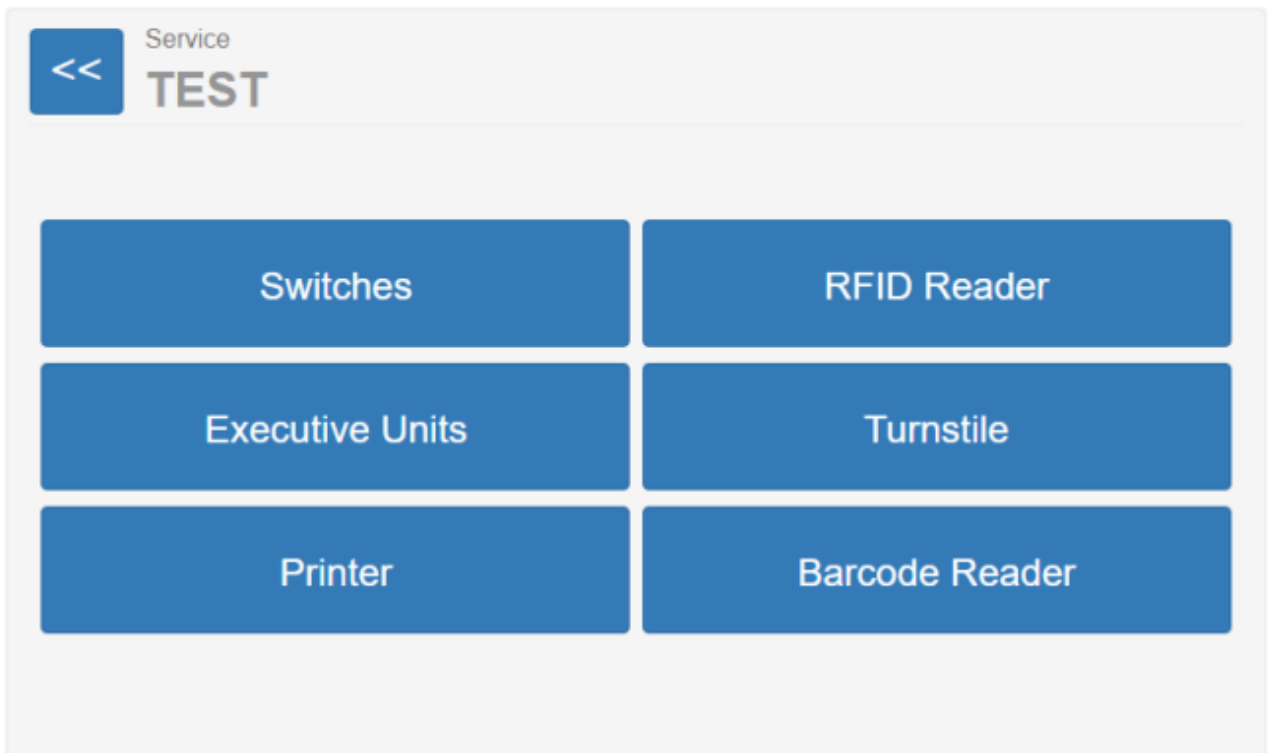 <<
Service
TEST
Switches
RFID Reader
Executive Units
Turnstile
Printer
Barcode Reader